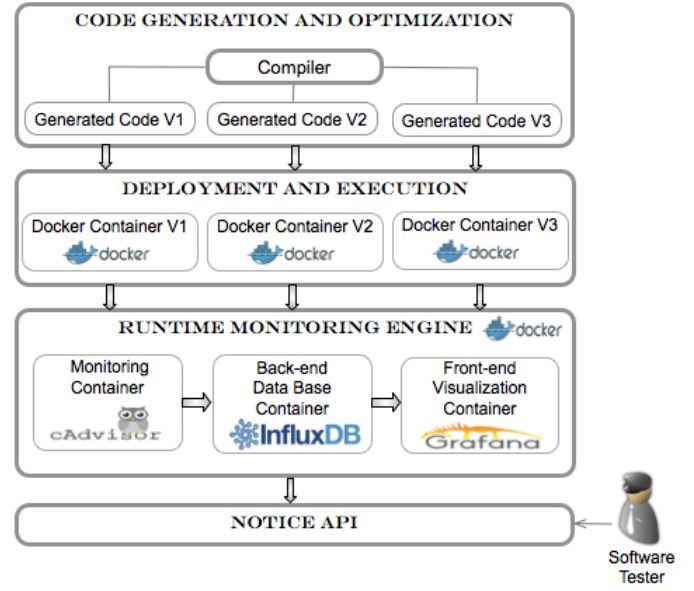 CODE GENERATION AND OPTIMIZATION
Compiler
Generated Code V1
Generated Code V2
Generated Code V3
DEPLOYMENT AND EXECUTION
Docker Container V1
docker
Docker Container V2
docker
Docker Container V3
docker
RUNTIME MONITORING ENGINE
docker
Monitoring
Container
cAdvisor
Back-end
Data Base
Container
InfluxDB
Front-end
Visualization
Container
Grafana
NOTICE API
Software
Tester